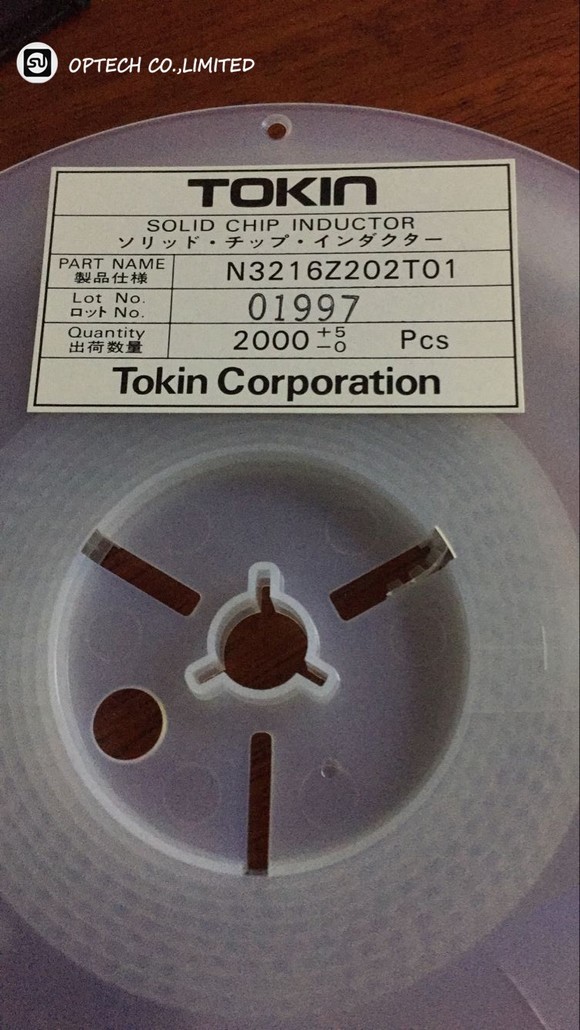 OPTECH CO.,LIMITED
TOKIN
SOLID CHIP INDUCTOR
ソリッド・チップ・インダクター
PART NAME N3216Z202T01
製品仕様
Lot No. 01997
ロット No.
Quantity 2000 +5 -0 Pcs
出荷数量
Tokin Corporation